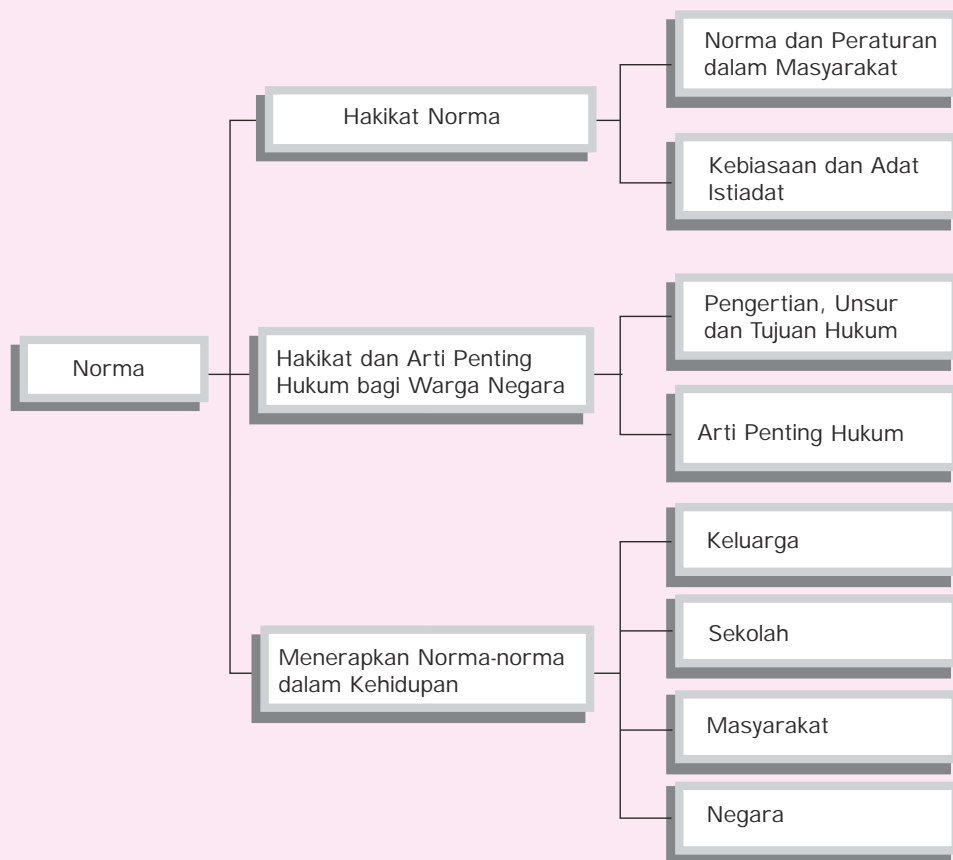 Norma
Hakikat Norma
Norma dan Peraturan
dalam Masyarakat
Kebiasaan dan Adat
Istiadat
Hakikat dan Arti Penting
Hukum bagi Warga Negara
Pengertian, Unsur
dan Tujuan Hukum
Arti Penting Hukum
Menerapkan Norma-norma
dalam Kehidupan
Keluarga
Sekolah
Masyarakat
Negara